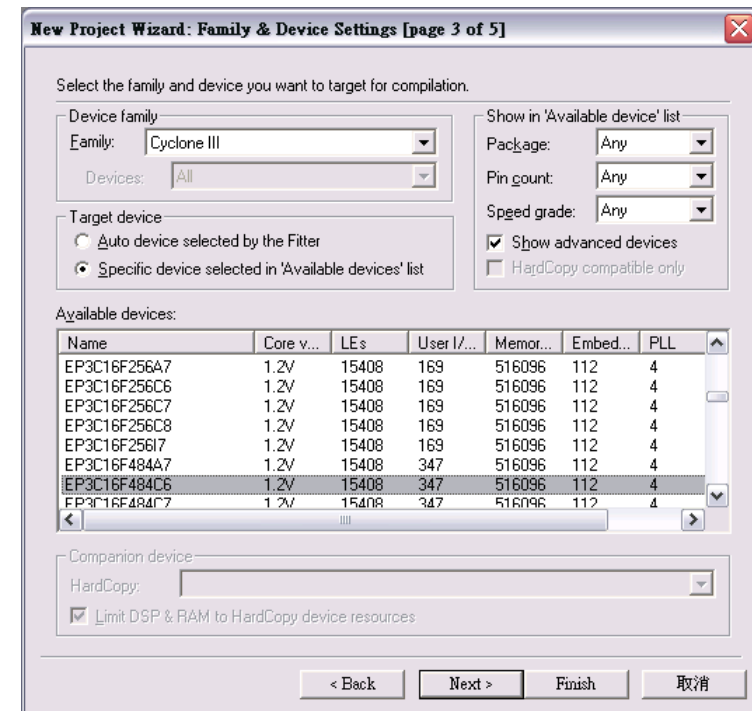 New Project Wizard: Family & Device Settings [page 3 of 5]
Select the family and device you want to target for compilation.
Device family
Family: Cyclone III
Devices: All
Target device
Auto device selected by the Fitter
Specific device selected in 'Available devices' list
Show in 'Available device' list
Package: Any
Pin count: Any
Speed grade: Any
Show advanced devices
HardCopy compatible only
Available devices:
Name Core v... LEs User I/... Memor... Embed... PLL
EP3C16F256A7 1.2V 15408 169 516096 112 4
EP3C16F256C6 1.2V 15408 169 516096 112 4
EP3C16F256C7 1.2V 15408 169 516096 112 4
EP3C16F256C8 1.2V 15408 169 516096 112 4
EP3C16F256I7 1.2V 15408 169 516096 112 4
EP3C16F484A7 1.2V 15408 347 516096 112 4
EP3C16F484C6 1.2V 15408 347 516096 112 4
EP3C16F484C7 1.2V 15408 347 516096 112 4
Companion device
HardCopy:
Limit DSP & RAM to HardCopy device resources
< Back Next > Finish 取消